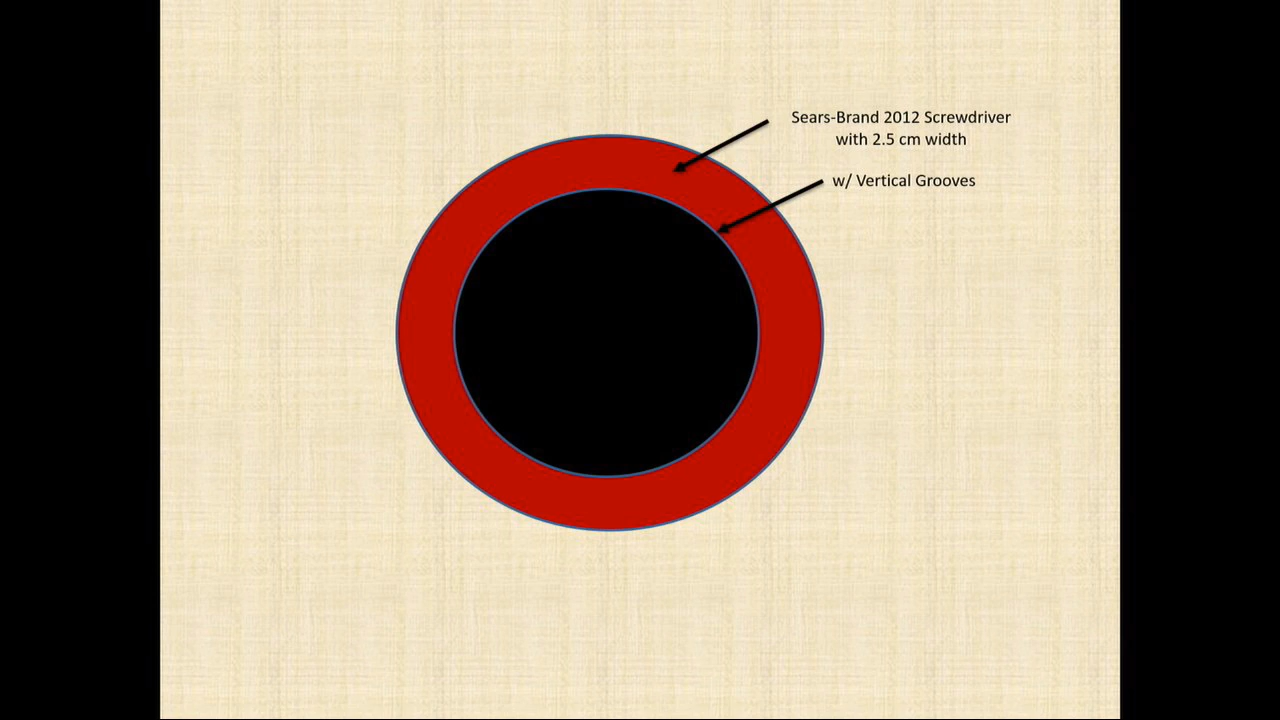 Sears-Brand 2012 Screwdriver
with 2.5 cm width
w/ Vertical Grooves